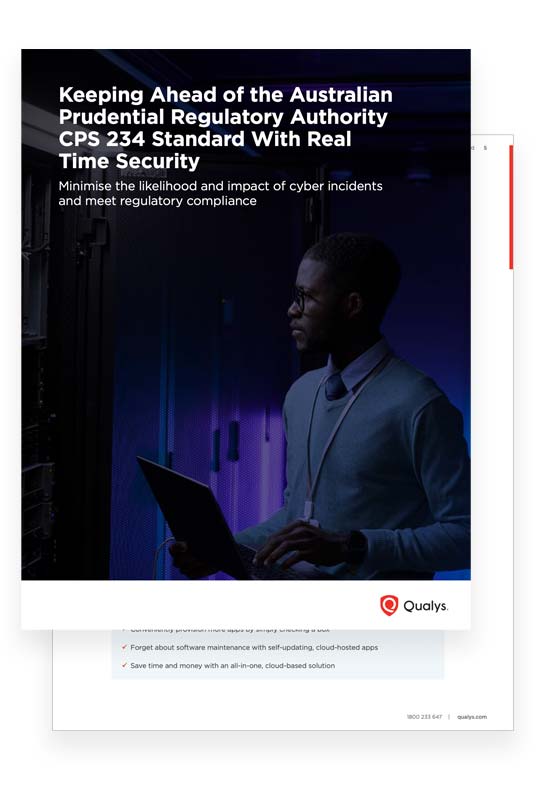 Keeping Ahead of the Australian
Prudential Regulatory Authority
CPS 234 Standard With Real
Time Security
Minimise the likelihood and impact of cyber incidents
and meet regulatory compliance
5
Qualys.
Conveniently provision more apps by simply checking a box
✓ Forget about software maintenance with self-updating, cloud-hosted apps
✓ Save time and money with an all-in-one, cloud-based solution
1800 233 647 | qualys.com